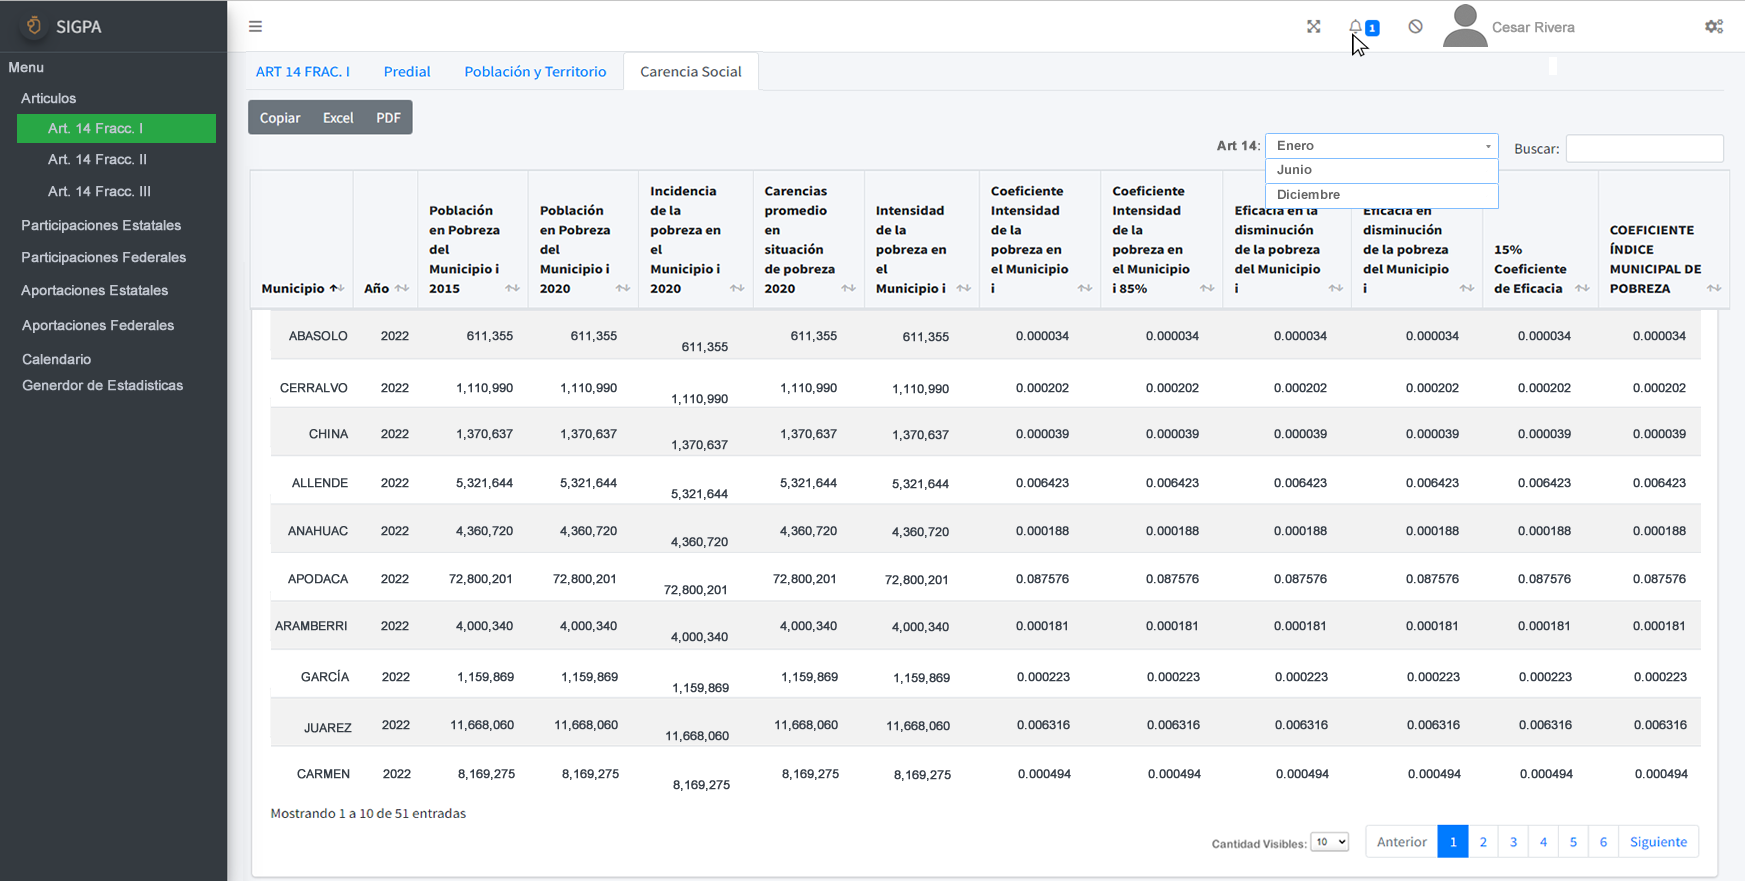 SIGPA
1
Cesar Rivera
Menu
Articulos
Art. 14 Fracc. I
Art. 14 Fracc. II
Art. 14 Fracc. III
Participaciones Estatales
Participaciones Federales
Aportaciones Estatales
Aportaciones Federales
Calendario
Generdor de Estadisticas
ART 14 FRAC. I Predial Población y Territorio Carencia Social
Copiar Excel PDF
Art 14: Enero
Junio
Diciembre
Buscar:
Municipio
Año
Población
en Pobreza
del
Municipio i
2015
Población
en Pobreza
del
Municipio i
2020
Incidencia
de la
pobreza en
el
Municipio i
2020
Carencias
promedio
en
situación
de pobreza
2020
Intensidad
de la
pobreza en
el
Municipio i
Coeficiente
Intensidad
de la
pobreza en
el Municipio
i
Coeficiente
Intensidad
de la
pobreza en
el Municipio
i 85%
Eficacia en la
disminución
de la pobreza
del Municipio
i
Eficacia en
disminución
de la pobreza
del Municipio
i
15%
Coeficiente
de Eficacia
COEFICIENTE
ÍNDICE
MUNICIPAL DE
POBREZA
ABASOLO 2022 611,355 611,355 611,355 611,355 611,355 0.000034 0.000034 0.000034 0.000034 0.000034 0.000034
CERRALVO 2022 1,110,990 1,110,990 1,110,990 1,110,990 1,110,990 0.000202 0.000202 0.000202 0.000202 0.000202 0.000202
CHINA 2022 1,370,637 1,370,637 1,370,637 1,370,637 1,370,637 0.000039 0.000039 0.000039 0.000039 0.000039 0.000039
ALLENDE 2022 5,321,644 5,321,644 5,321,644 5,321,644 5,321,644 0.006423 0.006423 0.006423 0.006423 0.006423 0.006423
ANAHUAC 2022 4,360,720 4,360,720 4,360,720 4,360,720 4,360,720 0.000188 0.000188 0.000188 0.000188 0.000188 0.000188
APODACA 2022 72,800,201 72,800,201 72,800,201 72,800,201 72,800,201 0.087576 0.087576 0.087576 0.087576 0.087576 0.087576
ARAMBERRI 2022 4,000,340 4,000,340 4,000,340 4,000,340 4,000,340 0.000181 0.000181 0.000181 0.000181 0.000181 0.000181
GARCÍA 2022 1,159,869 1,159,869 1,159,869 1,159,869 1,159,869 0.000223 0.000223 0.000223 0.000223 0.000223 0.000223
JUAREZ 2022 11,668,060 11,668,060 11,668,060 11,668,060 11,668,060 0.006316 0.006316 0.006316 0.006316 0.006316 0.006316
CARMEN 2022 8,169,275 8,169,275 8,169,275 8,169,275 8,169,275 0.000494 0.000494 0.000494 0.000494 0.000494 0.000494
Mostrando 1 a 10 de 51 entradas
Cantidad Visibles: 10 Anterior 1 2 3 4 5 6 Siguiente